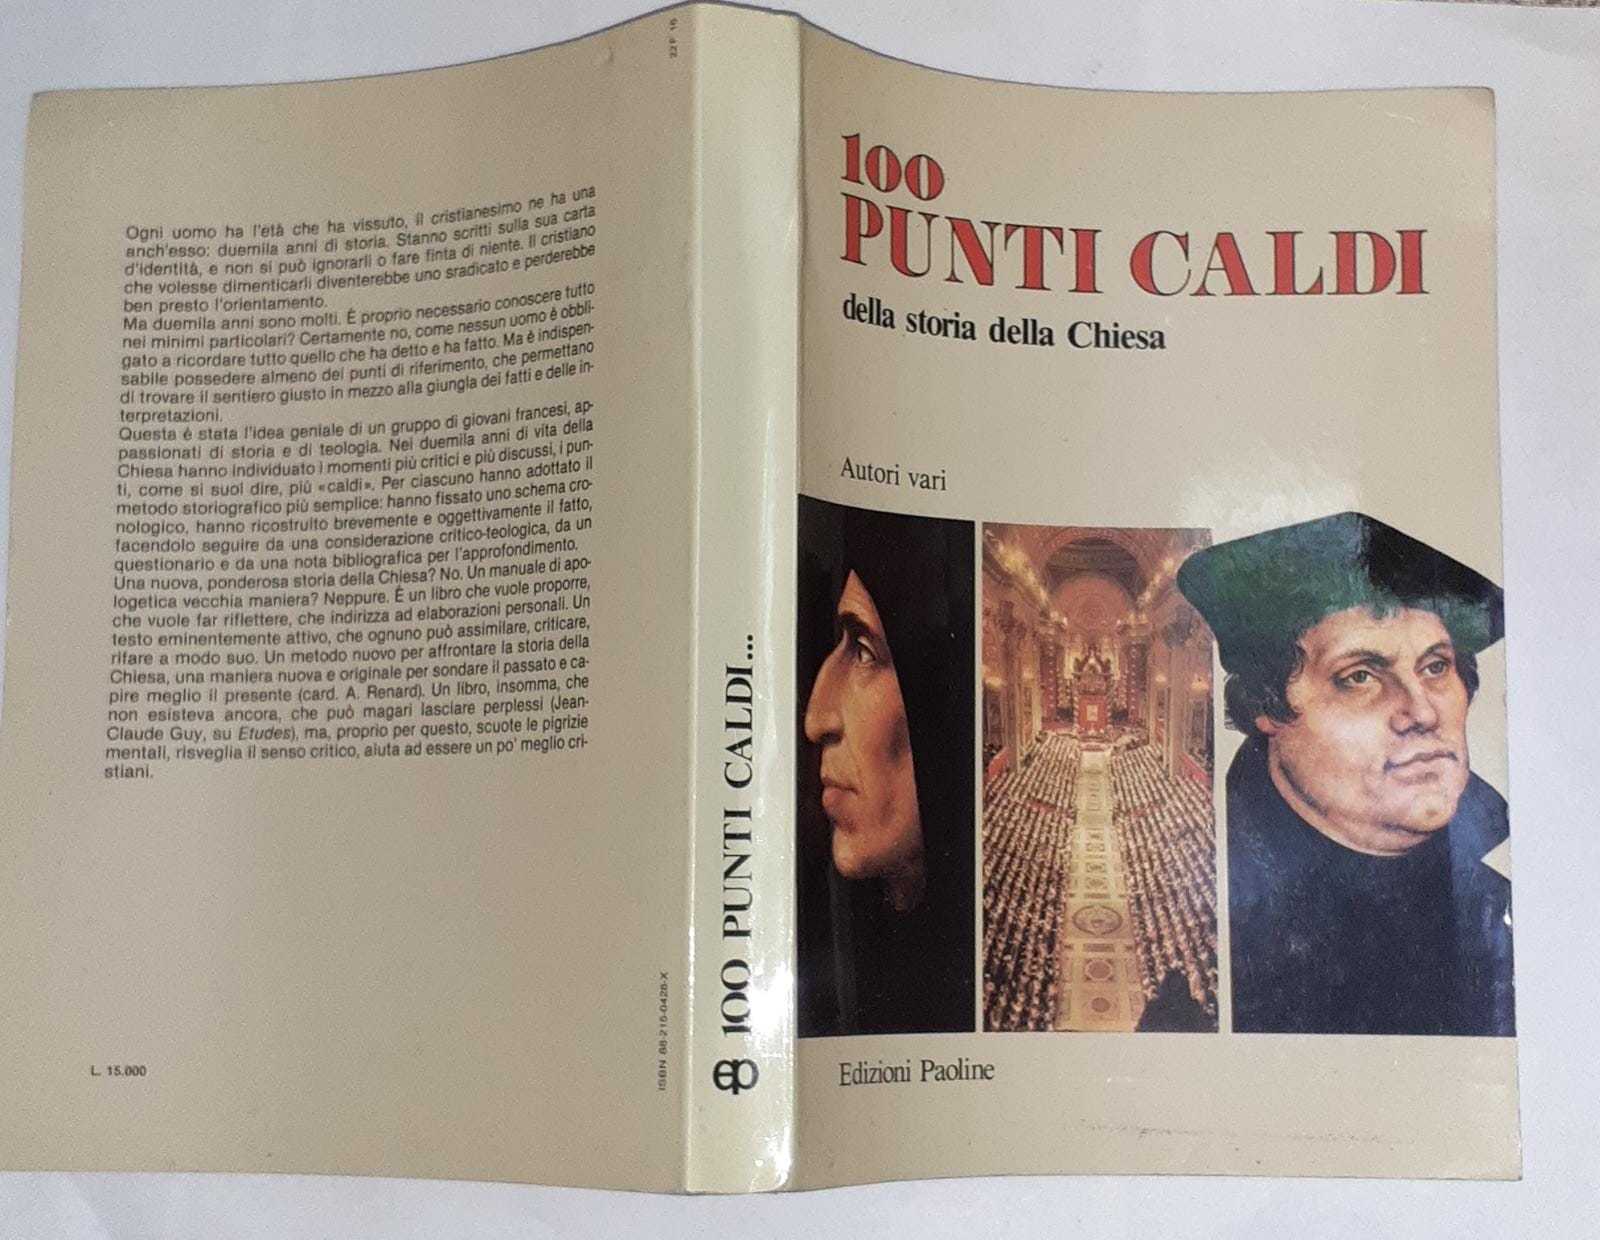 Ogni uomo ha l'età che ha vissuto, il cristianesimo ne ha una
anch'esso: duemila anni di storia. Stanno scritti sulla sua carta
d'identità, e non si può ignorarli o fare finta di niente. Il cristiano
che volesse dimenticarli diventerebbe uno sradicato e perderebbe
ben presto l'orientamento.
Ma duemila anni sono molti. È proprio necessario conoscere tutto
nei minimi particolari? Certamente no, come nessun uomo è obbli-
gato a ricordare tutto quello che ha detto e ha fatto. Ma è indispen-
sabile possedere almeno dei punti di riferimento, che permettano
di trovare il sentiero giusto in mezzo alla giungla dei fatti e delle in-
terpretazioni.
Questa è stata l'idea geniale di un gruppo di giovani francesi, ap-
passionati di storia e di teologia. Nei duemila anni di vita della
Chiesa hanno individuato i momenti più critici e più discussi, i pun-
ti, come si suol dire, più «caldi». Per ciascuno hanno adottato il
metodo storiografico più semplice: hanno fissato uno schema cro-
nologico, hanno ricostruito brevemente e oggettivamente il fatto,
facendolo seguire da una considerazione critico-teologica, da un
questionario e da una nota bibliografica per l'approfondimento.
Una nuova, ponderosa storia della Chiesa? No. Un manuale di apo-
logetica vecchia maniera? Neppure. È un libro che vuole proporre,
che vuole far riflettere, che indirizza ad elaborazioni personali. Un
testo eminentemente attivo, che ognuno può assimilare, criticare,
rifare a modo suo. Un metodo nuovo per affrontare la storia della
Chiesa, una maniera nuova e originale per sondare il passato e ca-
pire meglio il presente (card. A. Renard). Un libro, insomma, che
non esisteva ancora, che può magari lasciare perplessi (Jean-
Claude Guy, su Etudes), ma, proprio per questo, scuote le pigrizie
mentali, risveglia il senso critico, aiuta ad essere un po' meglio cri-
stiani.
L. 15.000
22 F 16
ISBN 88-215-0428-X
ep 100 PUNTI CALDI...
100
PUNTI CALDI
della storia della Chiesa
Autori vari
Edizioni Paoline